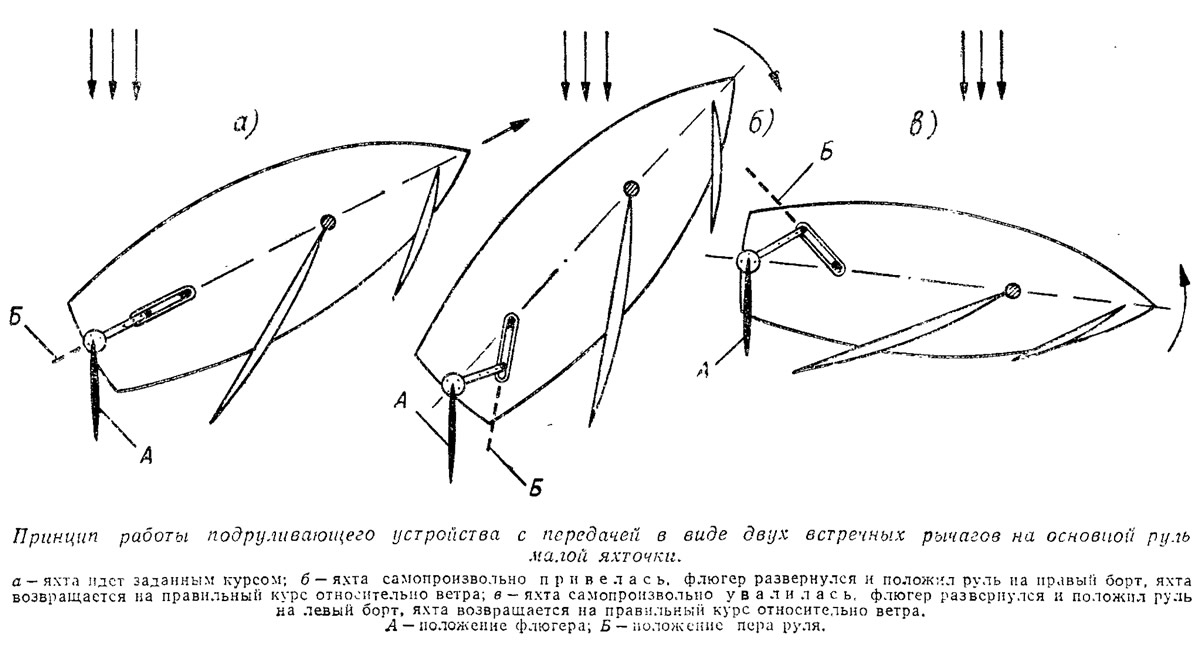 а)
б)
в)
Б
А
А
Б
Б
А
Принцип работы подруливающего устройства с передачей в виде двух встречных рычагов на основной руль
малой яхточки.
а — яхта идет заданным курсом; б — яхта самопроизвольно привелась, флюгер развернулся и положил руль на правый борт, яхта
возвращается на правильный курс относительно ветра; в — яхта самопроизвольно увалилась, флюгер развернулся и положил руль
на левый борт, яхта возвращается на правильный курс относительно ветра.
А — положение флюгера; Б — положение пера руля.